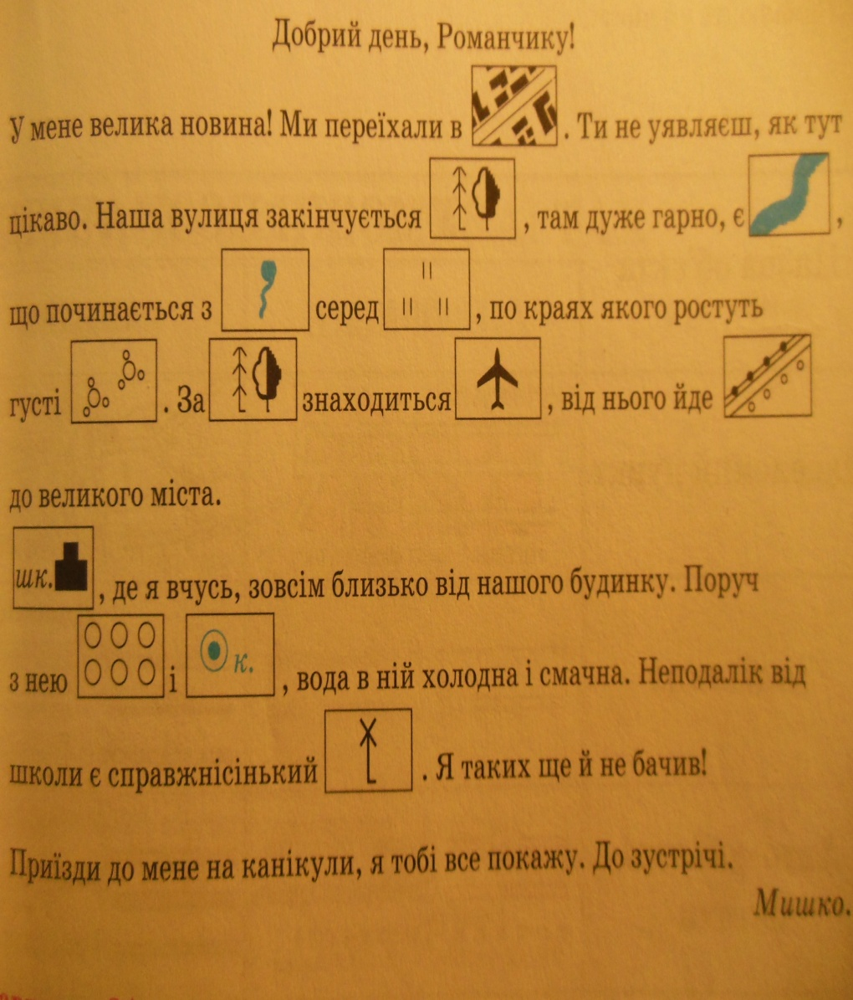 Добрий день, Романчику!
У мене велика новина! Ми переїхали в . Ти не уявляєш, як тут
цікаво. Наша вулиця закінчується , там дуже гарно, є ,
що починається з серед , по краях якого ростуть
густі . За знаходиться , від нього йде
до великого міста.
шк. , де я вчусь, зовсім близько від нашого будинку. Поруч
з нею і к. , вода в ній холодна і смачна. Неподалік від
школи є справжнісінький . Я таких ще й не бачив!
Приїзди до мене на канікули, я тобі все покажу. До зустрічі.
Мишко.